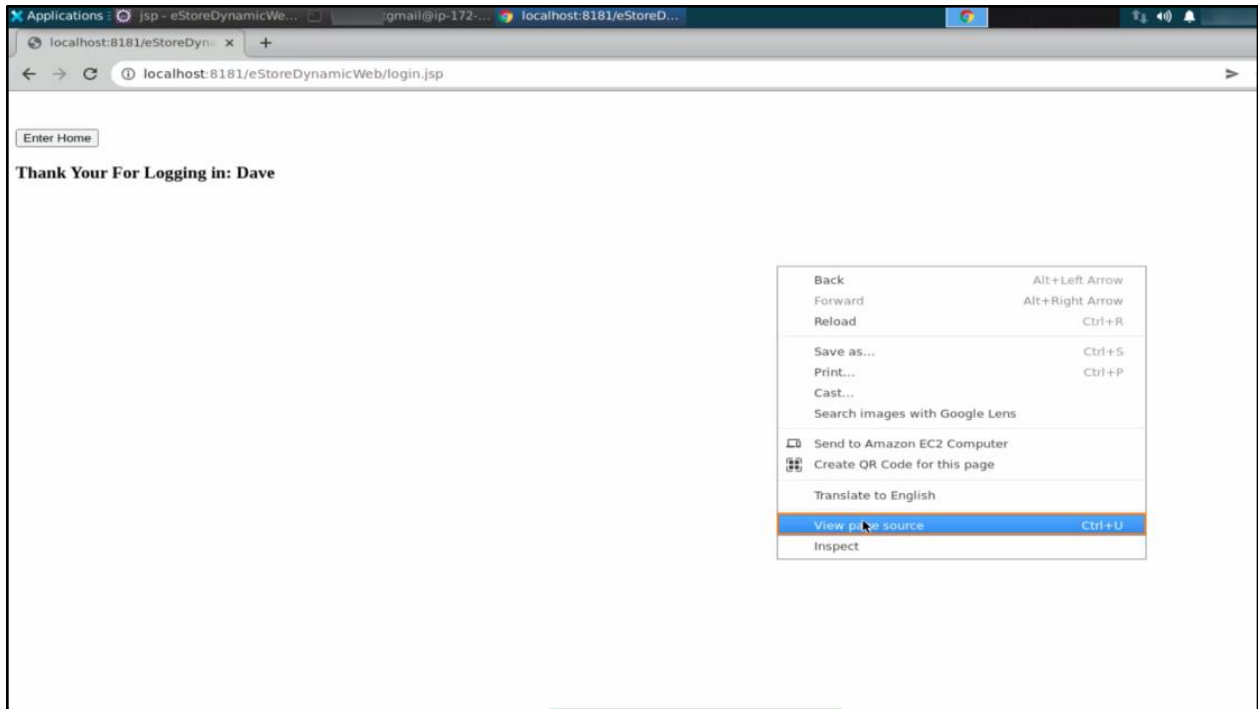 Applications : jsp - eStoreDynamicWe... :gmail@ip-172-... localhost:8181/eStoreD...
localhost:8181/eStoreDyna
localhost:8181/eStoreDynamicWeb/login.jsp
Enter Home
Thank Your For Logging in: Dave
Back Alt+Left Arrow
Forward Alt+Right Arrow
Reload Ctrl+R
Save as... Ctrl+S
Print... Ctrl+P
Cast...
Search images with Google Lens
Send to Amazon EC2 Computer
Create QR Code for this page
Translate to English
View page source Ctrl+U
Inspect